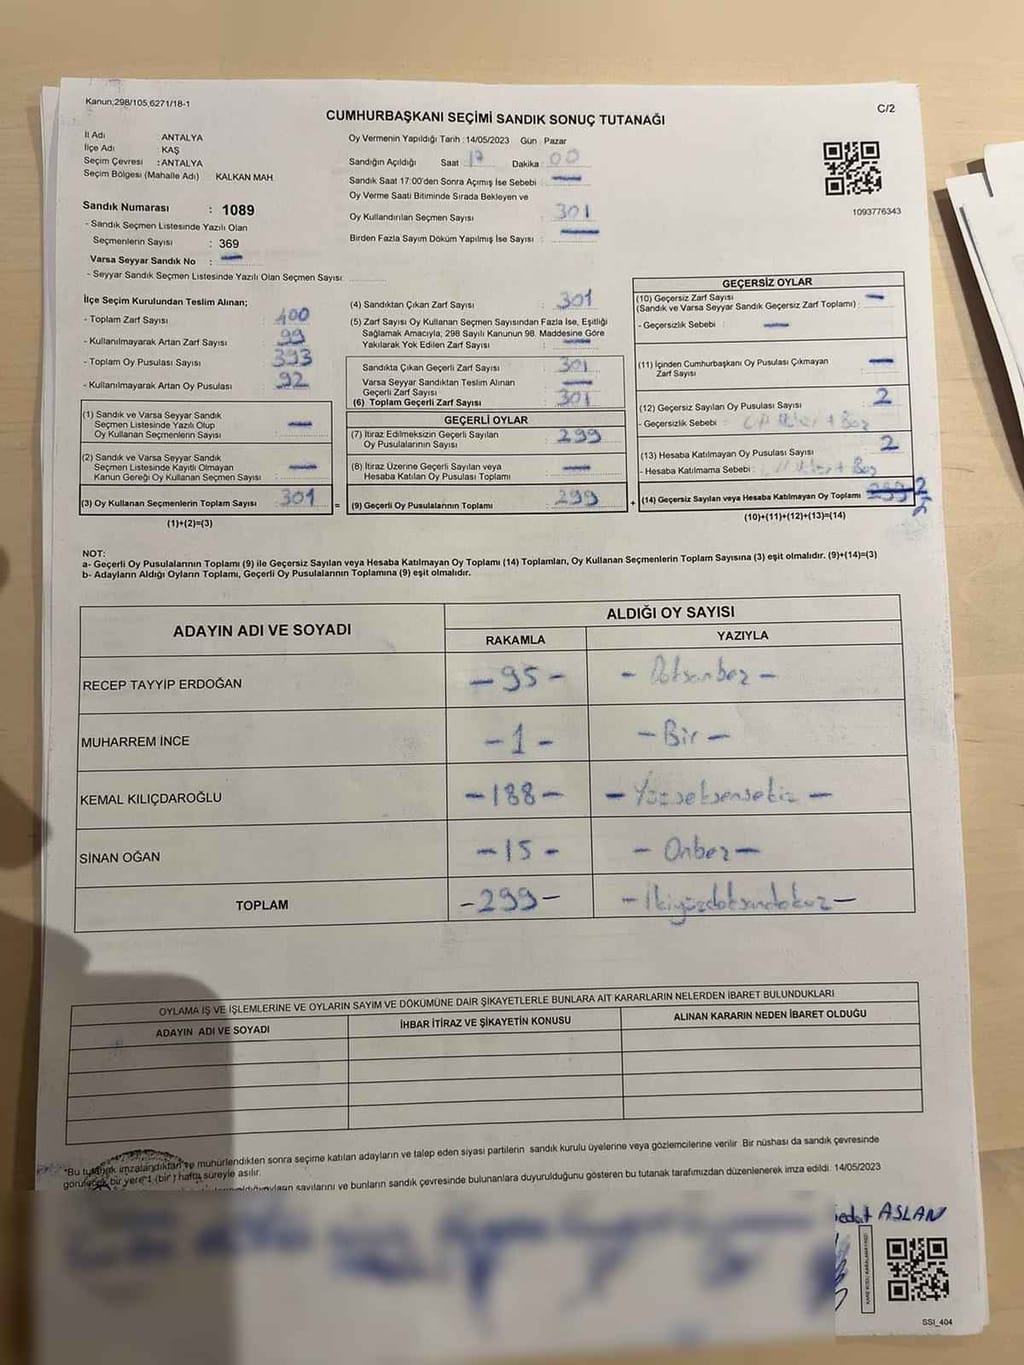 Kanun;298/105,6271/18-1
C/2
CUMHURBAŞKANI SEÇİMİ SANDIK SONUÇ TUTANAĞI
İl Adı : ANTALYA
İlçe Adı : KAŞ
Seçim Çevresi : ANTALYA
Seçim Bölgesi (Mahalle Adı) KALKAN MAH.
Sandık Numarası : 1089
- Sandık Seçmen Listesinde Yazılı Olan
Seçmenlerin Sayısı : 369
Varsa Seyyar Sandık No : —
- Seyyar Sandık Seçmen Listesinde Yazılı Olan Seçmen Sayısı:
Oy Vermenin Yapıldığı Tarih : 14/05/2023 Gün : Pazar
Sandığın Açıldığı Saat 17 Dakika 00
Sandık Saat 17:00'den Sonra Açımış İse Sebebi : —
Oy Verme Saati Bitiminde Sırada Bekleyen ve
Oy Kullandırılan Seçmen Sayısı : 301
Birden Fazla Sayım Döküm Yapılmış İse Sayısı : —
1093776343
İlçe Seçim Kurulundan Teslim Alınan;
- Toplam Zarf Sayısı : 400
- Kullanılmayarak Artan Zarf Sayısı : 99
- Toplam Oy Pusulası Sayısı : 393
- Kullanılmayarak Artan Oy Pusulası : 92
(1) Sandık ve Varsa Seyyar Sandık
Seçmen Listesinde Yazılı Olup
Oy Kullanan Seçmenlerin Sayısı : —
(2) Sandık ve Varsa Seyyar Sandık
Seçmen Listesinde Kayıtlı Olmayan
Kanun Gereği Oy Kullanan Seçmen Sayısı : —
(3) Oy Kullanan Seçmenlerin Toplam Sayısı : 301 =
(1)+(2)=(3)
(4) Sandıktan Çıkan Zarf Sayısı : 301
(5) Zarf Sayısı Oy Kullanan Seçmen Sayısından Fazla İse, Eşitliği
Sağlamak Amacıyla; 298 Sayılı Kanunun 98. Maddesine Göre
Yakılarak Yok Edilen Zarf Sayısı : —
Sandıkta Çıkan Geçerli Zarf Sayısı : 301
Varsa Seyyar Sandıktan Teslim Alınan
Geçerli Zarf Sayısı : —
(6) Toplam Geçerli Zarf Sayısı : 301
GEÇERLİ OYLAR
(7) İtiraz Edilmeksizin Geçerli Sayılan
Oy Pusulalarının Sayısı : 299
(8) İtiraz Üzerine Geçerli Sayılan veya
Hesaba Katılan Oy Pusulası Toplamı : —
(9) Geçerli Oy Pusulalarının Toplamı : 299 +
GEÇERSİZ OYLAR
(10) Geçersiz Zarf Sayısı
(Sandık ve Varsa Seyyar Sandık Geçersiz Zarf Toplamı) : —
- Geçersizlik Sebebi : —
(11) İçinden Cumhurbaşkanı Oy Pusulası Çıkmayan
Zarf Sayısı : —
(12) Geçersiz Sayılan Oy Pusulası Sayısı : 2
- Geçersizlik Sebebi : + Boş
(13) Hesaba Katılmayan Oy Pusulası Sayısı : 2
- Hesaba Katılmama Sebebi : + Boş
(14) Geçersiz Sayılan veya Hesaba Katılmayan Oy Toplamı 299 2
(10)+(11)+(12)+(13)=(14)
NOT:
a- Geçerli Oy Pusulalarının Toplamı (9) ile Geçersiz Sayılan veya Hesaba Katılmayan Oy Toplamı (14) Toplamları, Oy Kullanan Seçmenlerin Toplam Sayısına (3) eşit olmalıdır. (9)+(14)=(3)
b- Adayların Aldığı Oyların Toplamı, Geçerli Oy Pusulalarının Toplamına (9) eşit olmalıdır.
ADAYIN ADI VE SOYADI ALDIĞI OY SAYISI
RAKAMLA YAZIYLA
RECEP TAYYİP ERDOĞAN - 95 - - Doksanbeş -
MUHARREM İNCE - 1 - - Bir -
KEMAL KILIÇDAROĞLU - 188 - - Yüzseksensekiz -
SİNAN OĞAN - 15 - - Onbeş -
TOPLAM - 299 - - İkiyüzdoksandokuz -
OYLAMA İŞ VE İŞLEMLERİNE VE OYLARIN SAYIM VE DÖKÜMÜNE DAİR ŞİKAYETLERLE BUNLARA AİT KARARLARIN NELERDEN İBARET BULUNDUKLARI
ADAYIN ADI VE SOYADI İHBAR İTİRAZ VE ŞİKAYETİN KONUSU ALINAN KARARIN NEDEN İBARET OLDUĞU
*Bu tutanak imzalandıktan ve mühürlendikten sonra seçime katılan adayların ve talep eden siyasi partilerin sandık kurulu üyelerine veya gözlemcilerine verilir. Bir nüshası da sandık çevresinde
görülecek bir yere 1 (bir) hafta süreyle asılır.
sayılarını ve bunların sandık çevresinde bulunanlara duyurulduğunu gösteren bu tutanak tarafımızdan düzenlenerek imza edildi. 14/05/2023
ASLAN
SSI_404